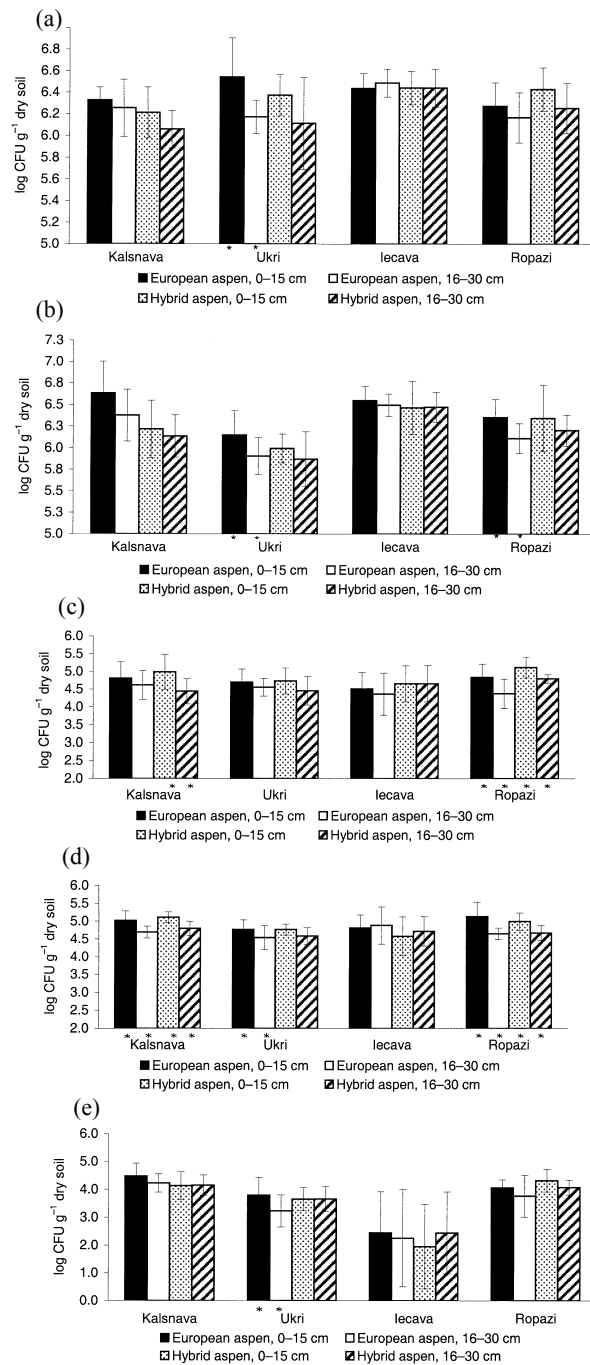 (a)
log CFU g⁻¹ dry soil
6.8
6.6
6.4
6.2
6.0
5.8
5.6
5.4
5.2
5.0
* *
Kalsnava Ukri Iecava Ropazi
European aspen, 0–15 cm European aspen, 16–30 cm
Hybrid aspen, 0–15 cm Hybrid aspen, 16–30 cm
(b)
log CFU g⁻¹ dry soil
7.3
7.0
6.8
6.5
6.3
6.0
5.8
5.5
5.3
5.0
* * * *
Kalsnava Ukri Iecava Ropazi
European aspen, 0–15 cm European aspen, 16–30 cm
Hybrid aspen, 0–15 cm Hybrid aspen, 16–30 cm
(c)
log CFU g⁻¹ dry soil
6.0
5.5
5.0
4.5
4.0
3.5
3.0
2.5
2.0
* * * * * *
Kalsnava Ukri Iecava Ropazi
European aspen, 0–15 cm European aspen, 16–30 cm
Hybrid aspen, 0–15 cm Hybrid aspen, 16–30 cm
(d)
log CFU g⁻¹ dry soil
6.0
5.5
5.0
4.5
4.0
3.5
3.0
2.5
2.0
* * * * * * * * * *
Kalsnava Ukri Iecava Ropazi
European aspen, 0–15 cm European aspen, 16–30 cm
Hybrid aspen, 0–15 cm Hybrid aspen, 16–30 cm
(e)
log CFU g⁻¹ dry soil
6.0
5.0
4.0
3.0
2.0
1.0
0.0
* *
Kalsnava Ukri Iecava Ropazi
European aspen, 0–15 cm European aspen, 16–30 cm
Hybrid aspen, 0–15 cm Hybrid aspen, 16–30 cm